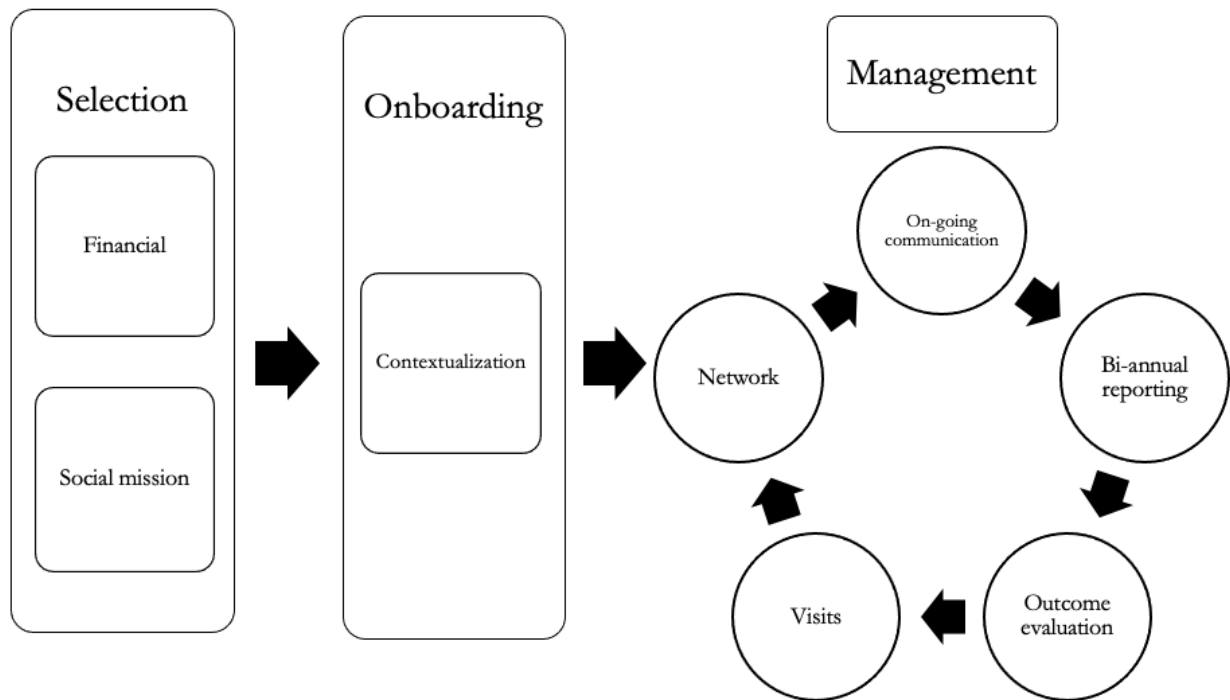 Selection
Financial
Social mission
Onboarding
Contextualization
Management
On-going
communication
Bi-annual
reporting
Outcome
evaluation
Visits
Network